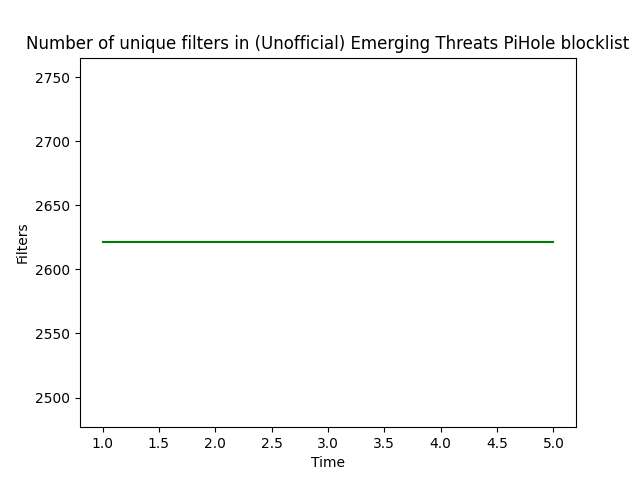 Number of unique filters in (Unofficial) Emerging Threats PiHole blocklist
2750
2700
2650
2600
2550
2500
Filters
1.0 1.5 2.0 2.5 3.0 3.5 4.0 4.5 5.0
Time